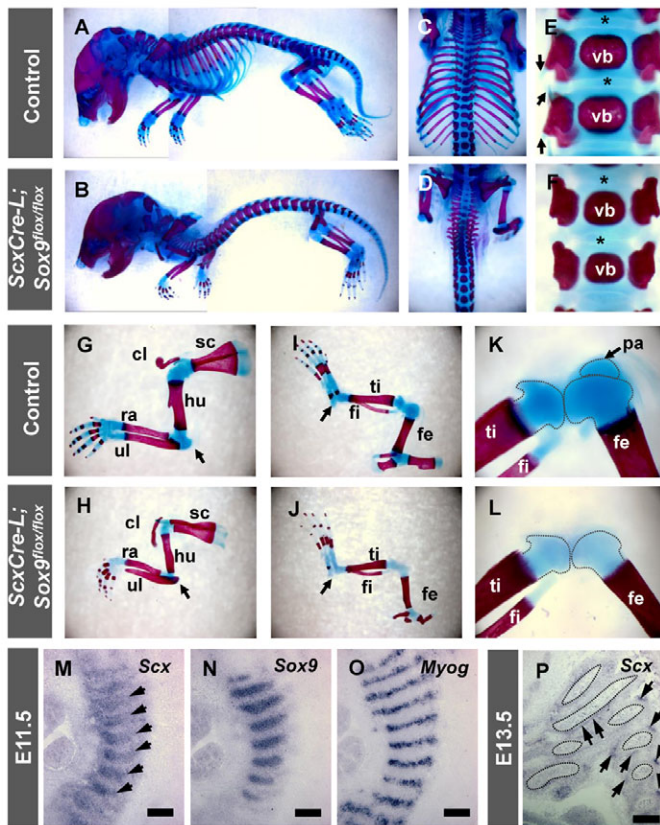 Control
A
C
E
*
vb
*
vb
ScxCre-L;
Sox9flox/flox
B
D
F
*
vb
*
vb
Control
G
cl
sc
hu
ra
ul
I
ti
fi
fe
K
pa
ti
fi
fe
ScxCre-L;
Sox9flox/flox
H
cl
sc
ra
hu
ul
J
ti
fi
fe
L
ti
fe
fi
E11.5
M
Scx
N
Sox9
O
Myog
E13.5
P
Scx